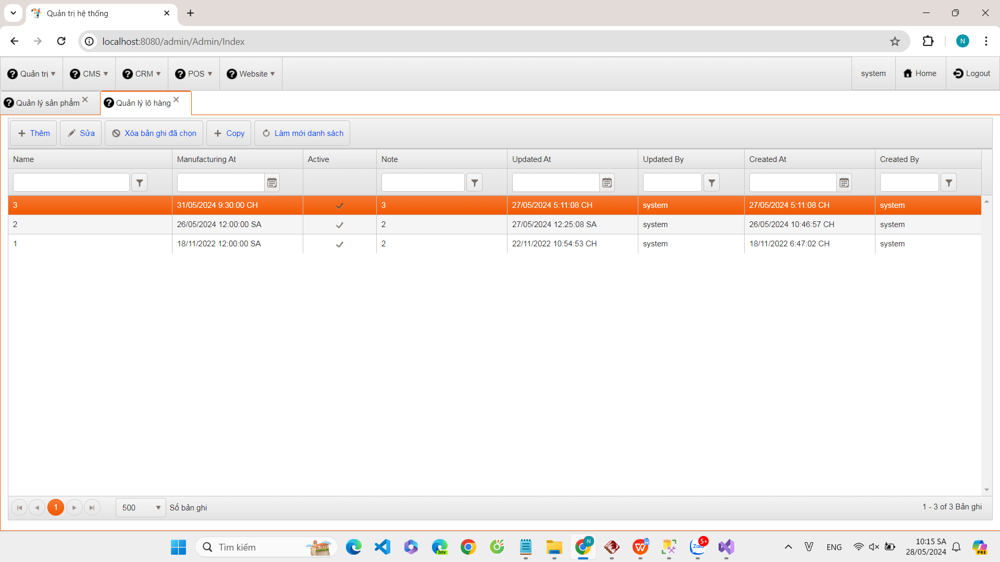 Quản trị hệ thống
localhost:8080/admin/Admin/Index
N
Quản trị CMS CRM POS Website system Home Logout
Quản lý sản phẩm Quản lý lô hàng
Thêm Sửa Xóa bản ghi đã chọn Copy Làm mới danh sách
Name Manufacturing At Active Note Updated At Updated By Created At Created By
3 31/05/2024 9:30:00 CH 3 27/05/2024 5:11:08 CH system 27/05/2024 5:11:08 CH system
2 26/05/2024 12:00:00 SA 2 27/05/2024 12:25:08 SA system 26/05/2024 10:46:57 CH system
1 18/11/2022 12:00:00 SA 2 22/11/2022 10:54:53 CH system 18/11/2022 6:47:02 CH system
1 500 Số bản ghi 1 - 3 of 3 Bản ghi
Tìm kiếm DEV N W Zalo 5+ V ENG 10:15 SA
28/05/2024 PRE